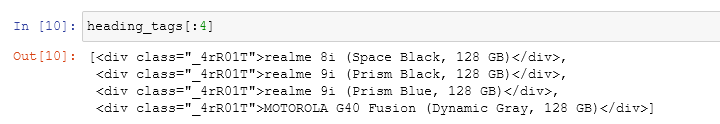 In [10]: heading_tags[:4]
Out[10]: [<div class="_4rR01T">realme 8i (Space Black, 128 GB)</div>,
<div class="_4rR01T">realme 9i (Prism Black, 128 GB)</div>,
<div class="_4rR01T">realme 9i (Prism Blue, 128 GB)</div>,
<div class="_4rR01T">MOTOROLA G40 Fusion (Dynamic Gray, 128 GB)</div>]